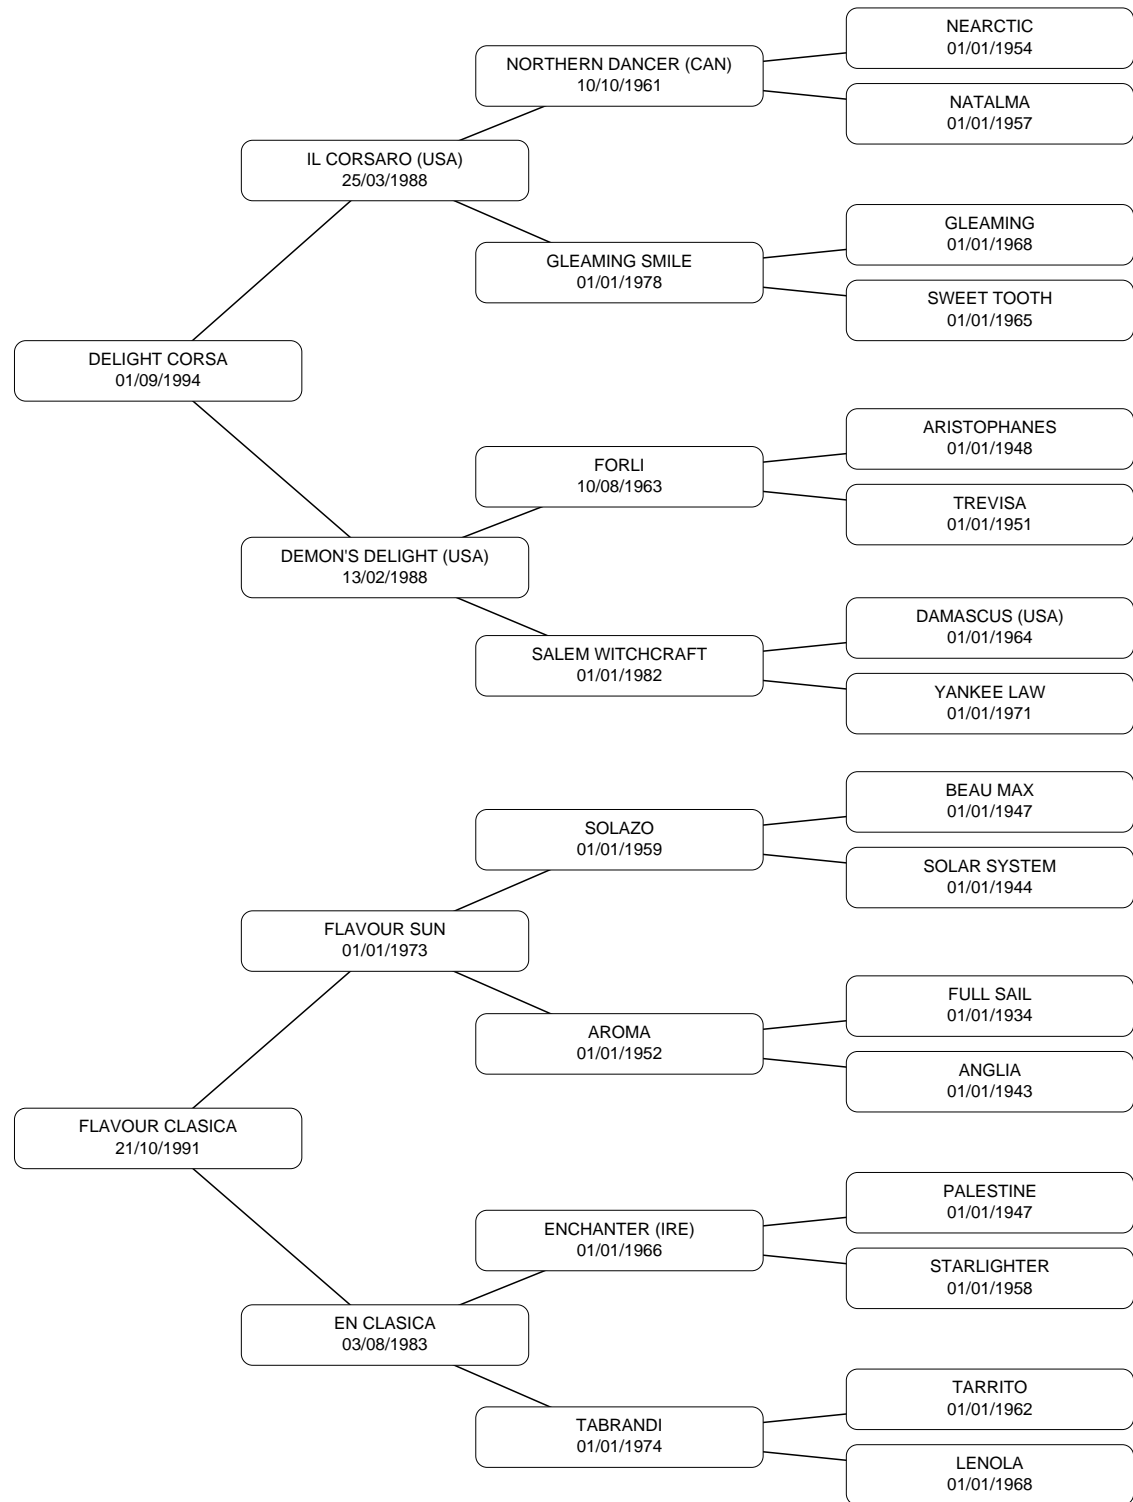 NEARCTIC
01/01/1954
NORTHERN DANCER (CAN)
10/10/1961
NATALMA
01/01/1957
IL CORSARO (USA)
25/03/1988
GLEAMING
01/01/1968
GLEAMING SMILE
01/01/1978
SWEET TOOTH
01/01/1965
DELIGHT CORSA
01/09/1994
ARISTOPHANES
01/01/1948
FORLI
10/08/1963
TREVISA
01/01/1951
DEMON'S DELIGHT (USA)
13/02/1988
DAMASCUS (USA)
01/01/1964
SALEM WITCHCRAFT
01/01/1982
YANKEE LAW
01/01/1971
BEAU MAX
01/01/1947
SOLAZO
01/01/1959
SOLAR SYSTEM
01/01/1944
FLAVOUR SUN
01/01/1973
FULL SAIL
01/01/1934
AROMA
01/01/1952
ANGLIA
01/01/1943
FLAVOUR CLASICA
21/10/1991
PALESTINE
01/01/1947
ENCHANTER (IRE)
01/01/1966
STARLIGHTER
01/01/1958
EN CLASICA
03/08/1983
TARRITO
01/01/1962
TABRANDI
01/01/1974
LENOLA
01/01/1968